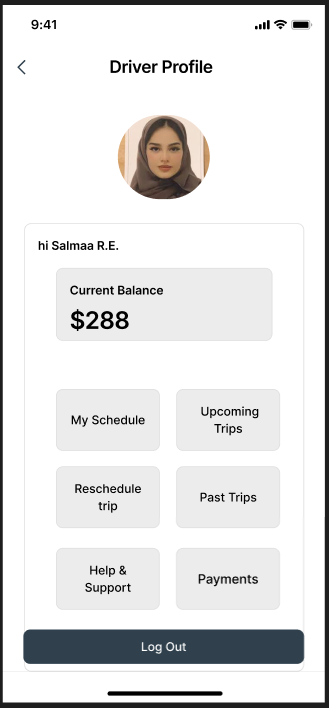 9:41
Driver Profile
hi Salmaa R.E.
Current Balance
$288
My Schedule
Upcoming
Trips
Reschedule
trip
Past Trips
Help &
Support
Payments
Log Out